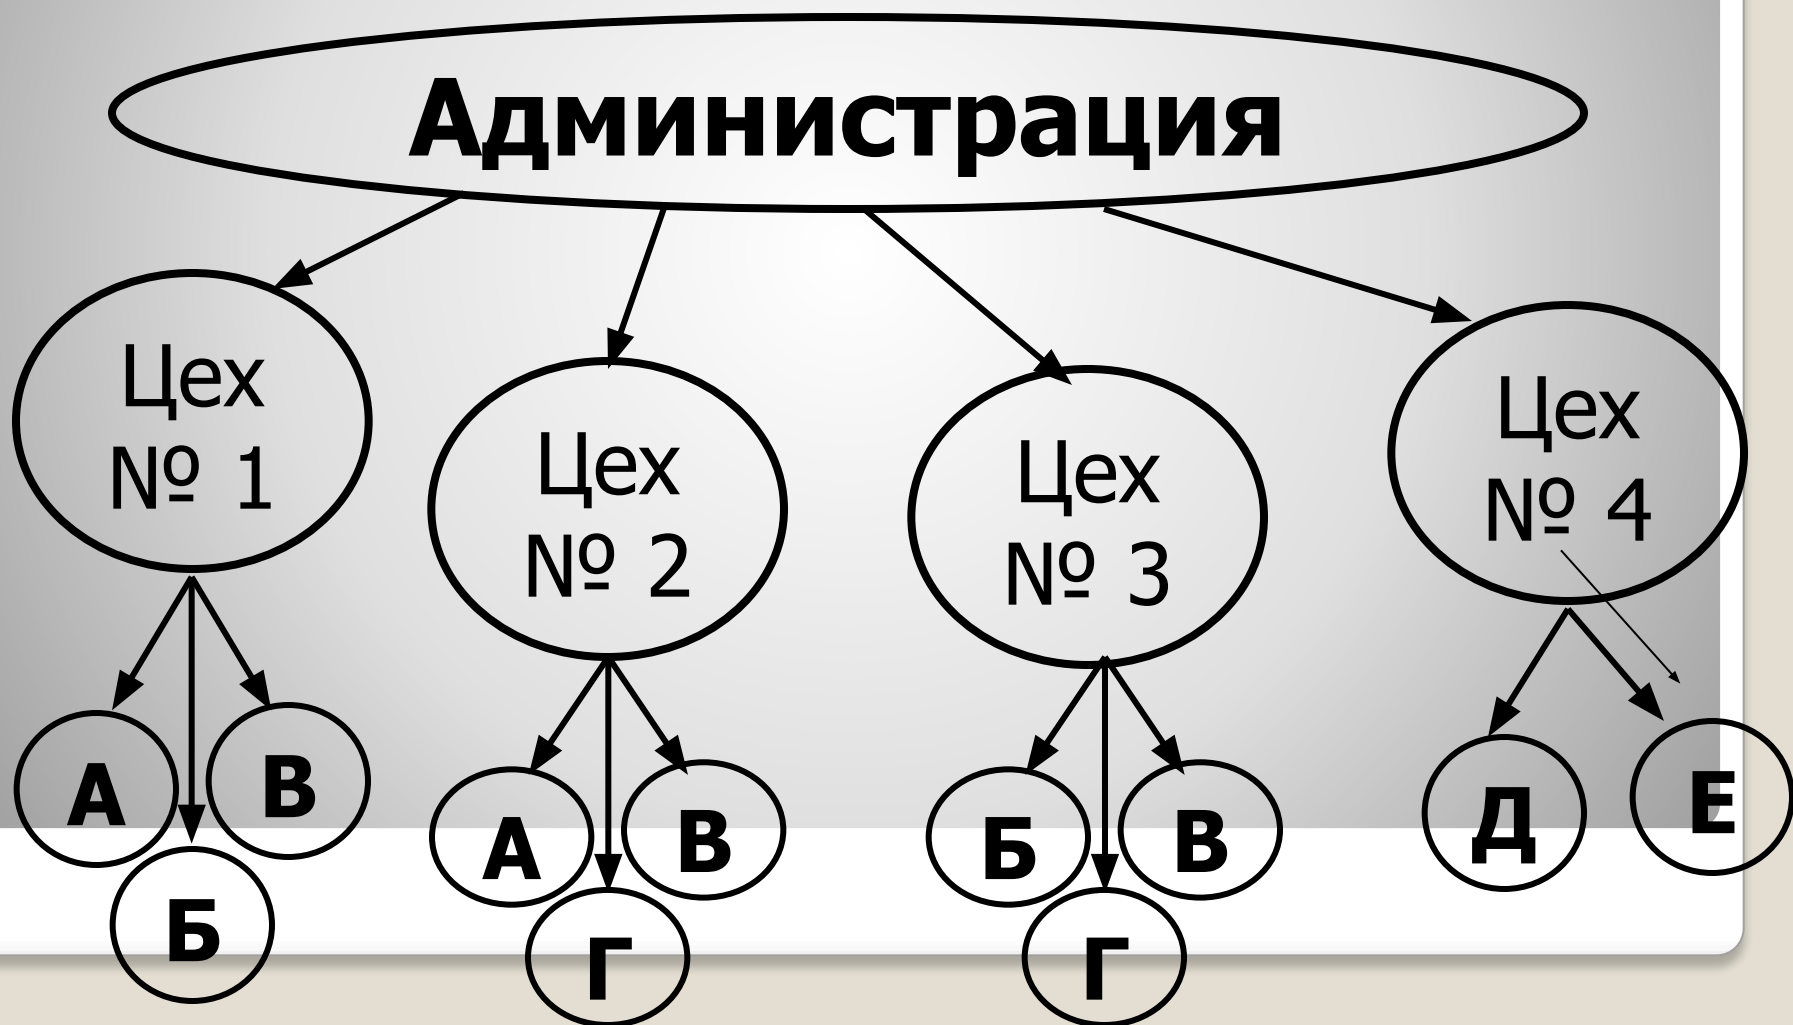 Администрация
Цех
№ 1
Цех
№ 2
Цех
№ 3
Цех
№ 4
А
Б
В
А
Г
В
Б
Г
В
Д
Е